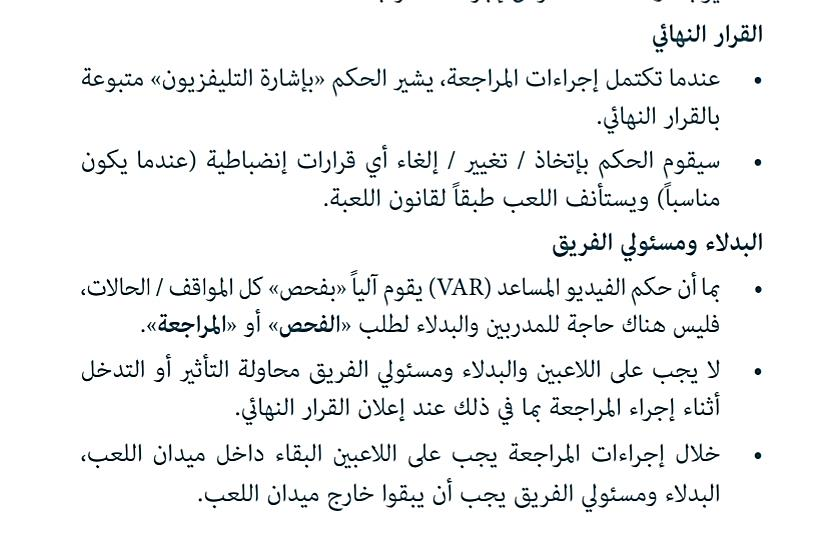 القرار النهائي
• عندما تكتمل إجراءات المراجعة، يشير الحكم «بإشارة التليفزيون» متبوعة
بالقرار النهائي.
• سيقوم الحكم بإتخاذ / تغيير / إلغاء أي قرارات إنضباطية (عندما يكون
مناسباً) ويستأنف اللعب طبقاً لقانون اللعبة.
البدلاء ومسئولي الفريق
• بما أن حكم الفيديو المساعد (VAR) يقوم آلياً «بفحص» كل المواقف / الحالات،
فليس هناك حاجة للمدربين والبدلاء لطلب «الفحص» أو «المراجعة».
• لا يجب على اللاعبين والبدلاء ومسئولي الفريق محاولة التأثير أو التدخل
أثناء إجراء المراجعة بما في ذلك عند إعلان القرار النهائي.
• خلال إجراءات المراجعة يجب على اللاعبين البقاء داخل ميدان اللعب،
البدلاء ومسئولي الفريق يجب أن يبقوا خارج ميدان اللعب.